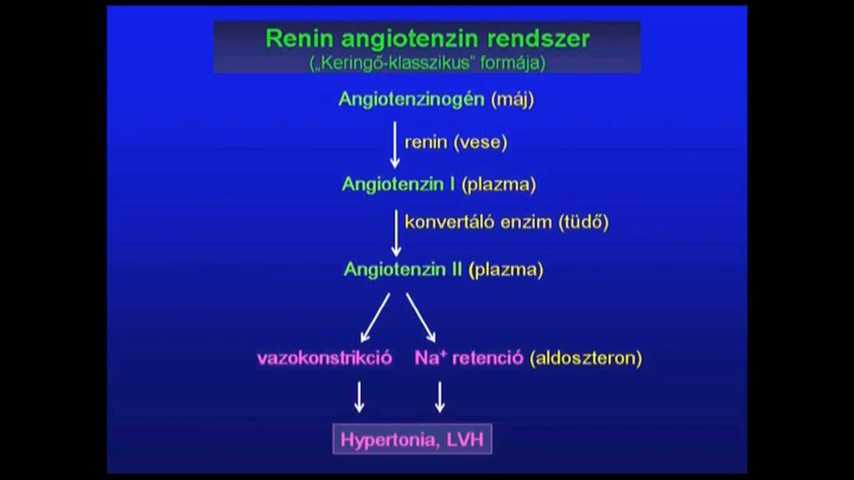 Renin angiotenzin rendszer
(„Keringő-klasszikus” formája)
Angiotenzinogén (máj)
renin (vese)
Angiotenzin I (plazma)
konvertáló enzim (tüdő)
Angiotenzin II (plazma)
vazokonstrikció Na⁺ retenció (aldoszteron)
Hypertonia, LVH